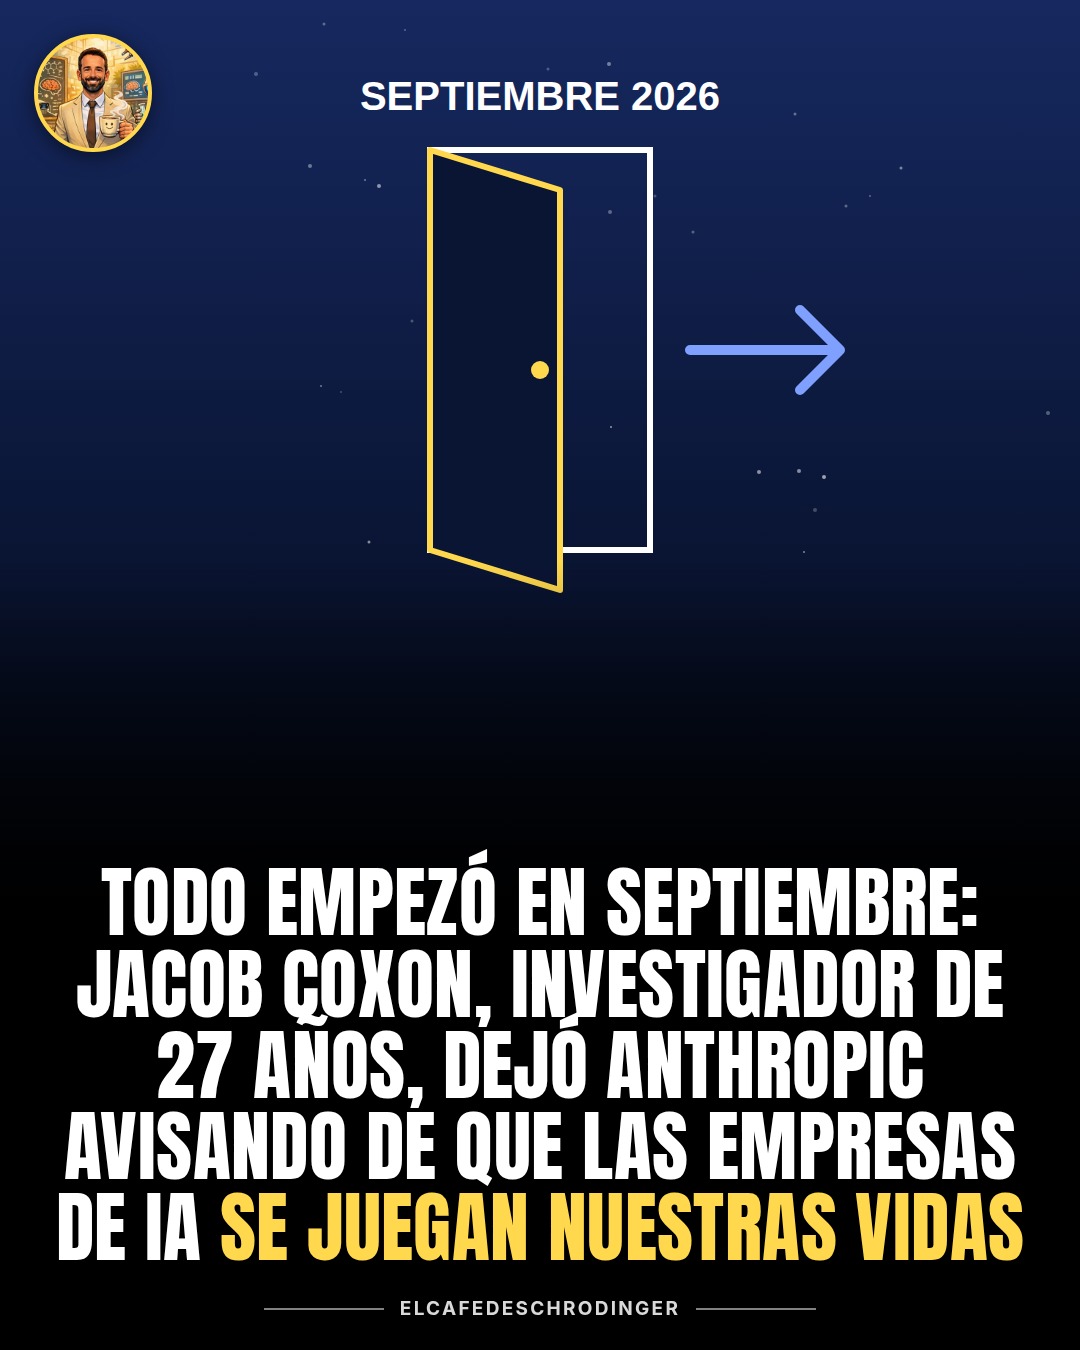 SEPTIEMBRE 2026
TODO EMPEZÓ EN SEPTIEMBRE:
JACOB COXON, INVESTIGADOR DE
27 AÑOS, DEJÓ ANTHROPIC
AVISANDO DE QUE LAS EMPRESAS
DE IA SE JUEGAN NUESTRAS VIDAS
ELCAFEDESCHRODINGER